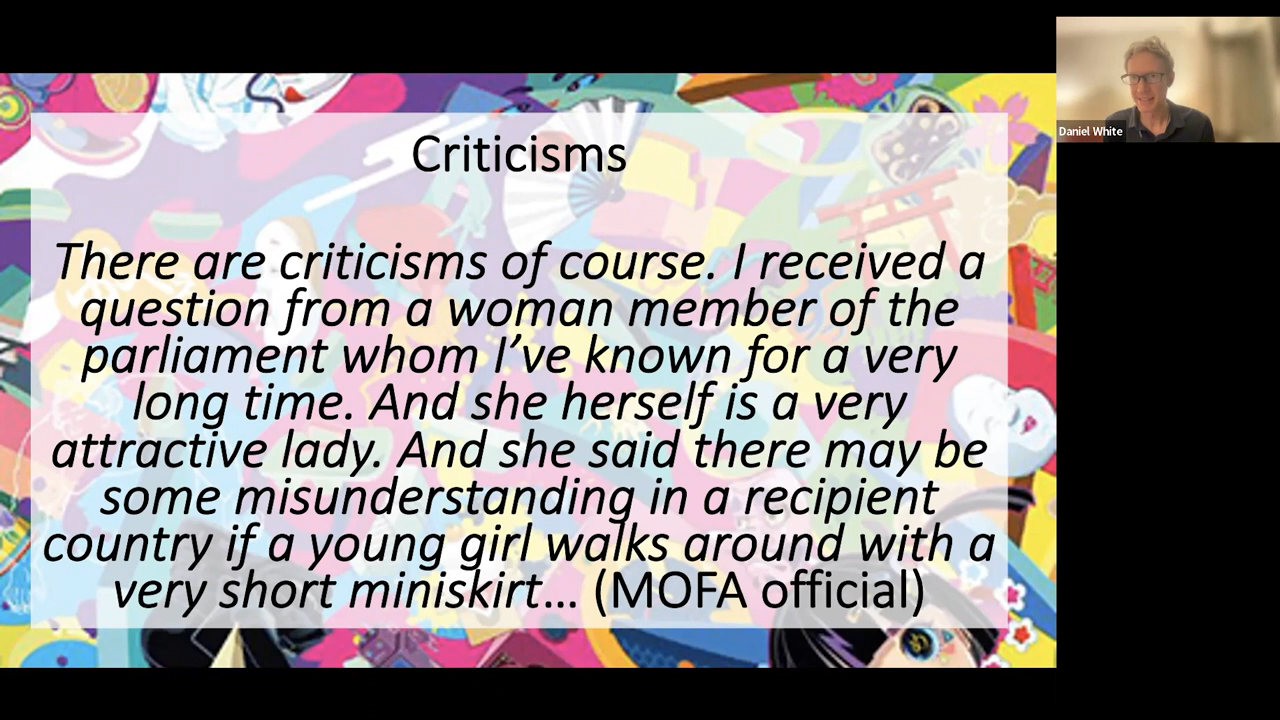 Criticisms
There are criticisms of course. I received a
question from a woman member of the
parliament whom I’ve known for a very
long time. And she herself is a very
attractive lady. And she said there may be
some misunderstanding in a recipient
country if a young girl walks around with a
very short miniskirt… (MOFA official)
Daniel White